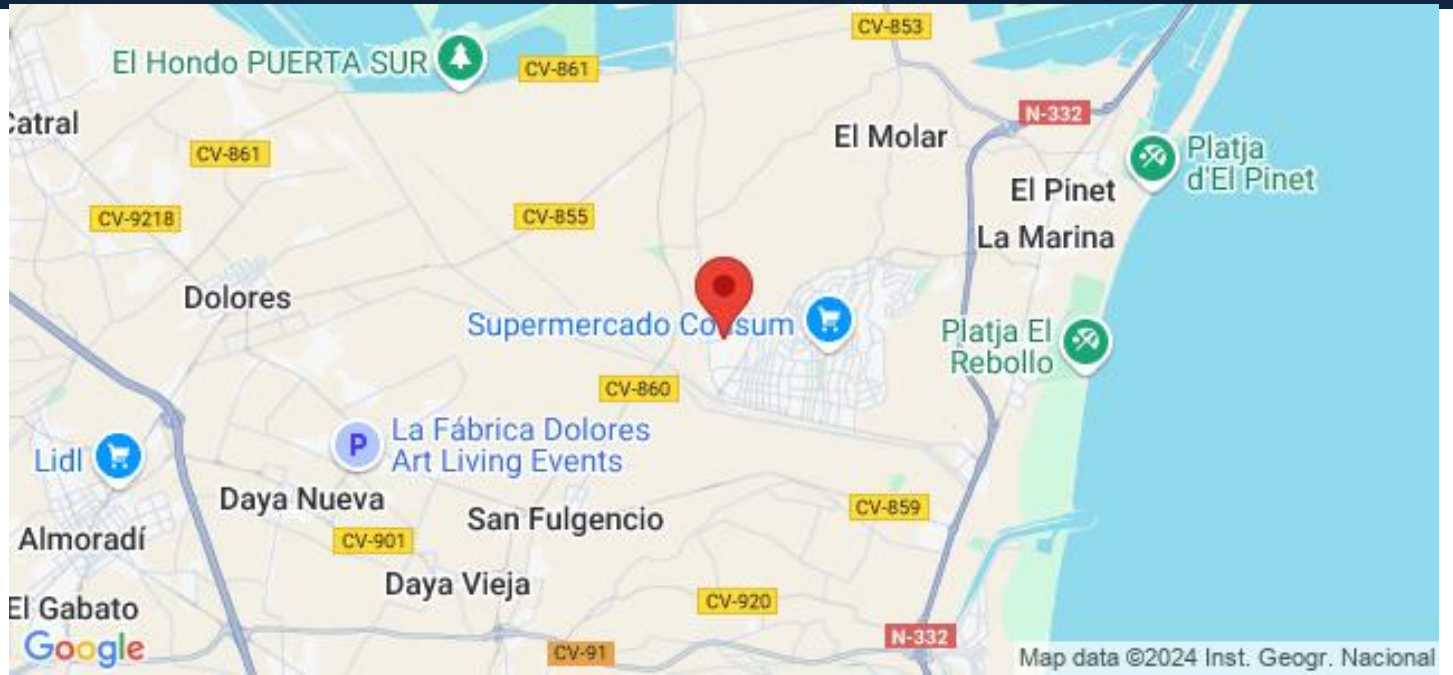 CV-853
El Hondo PUERTA SUR
CV-861
N-332
Catral
El Molar
CV-861
Platja
d'El Pinet
El Pinet
CV-9218
CV-855
La Marina
Dolores
Supermercado
Platja El
Rebollo
CV-860
La Fábrica Dolores
Art Living Events
P
Lidl
Daya Nueva
San Fulgencio
CV-859
Almoradí
CV-901
Daya Vieja
CV-920
El Gabato
N-332
Google
CV-91
Map data ©2024 Inst. Geogr. Nacional